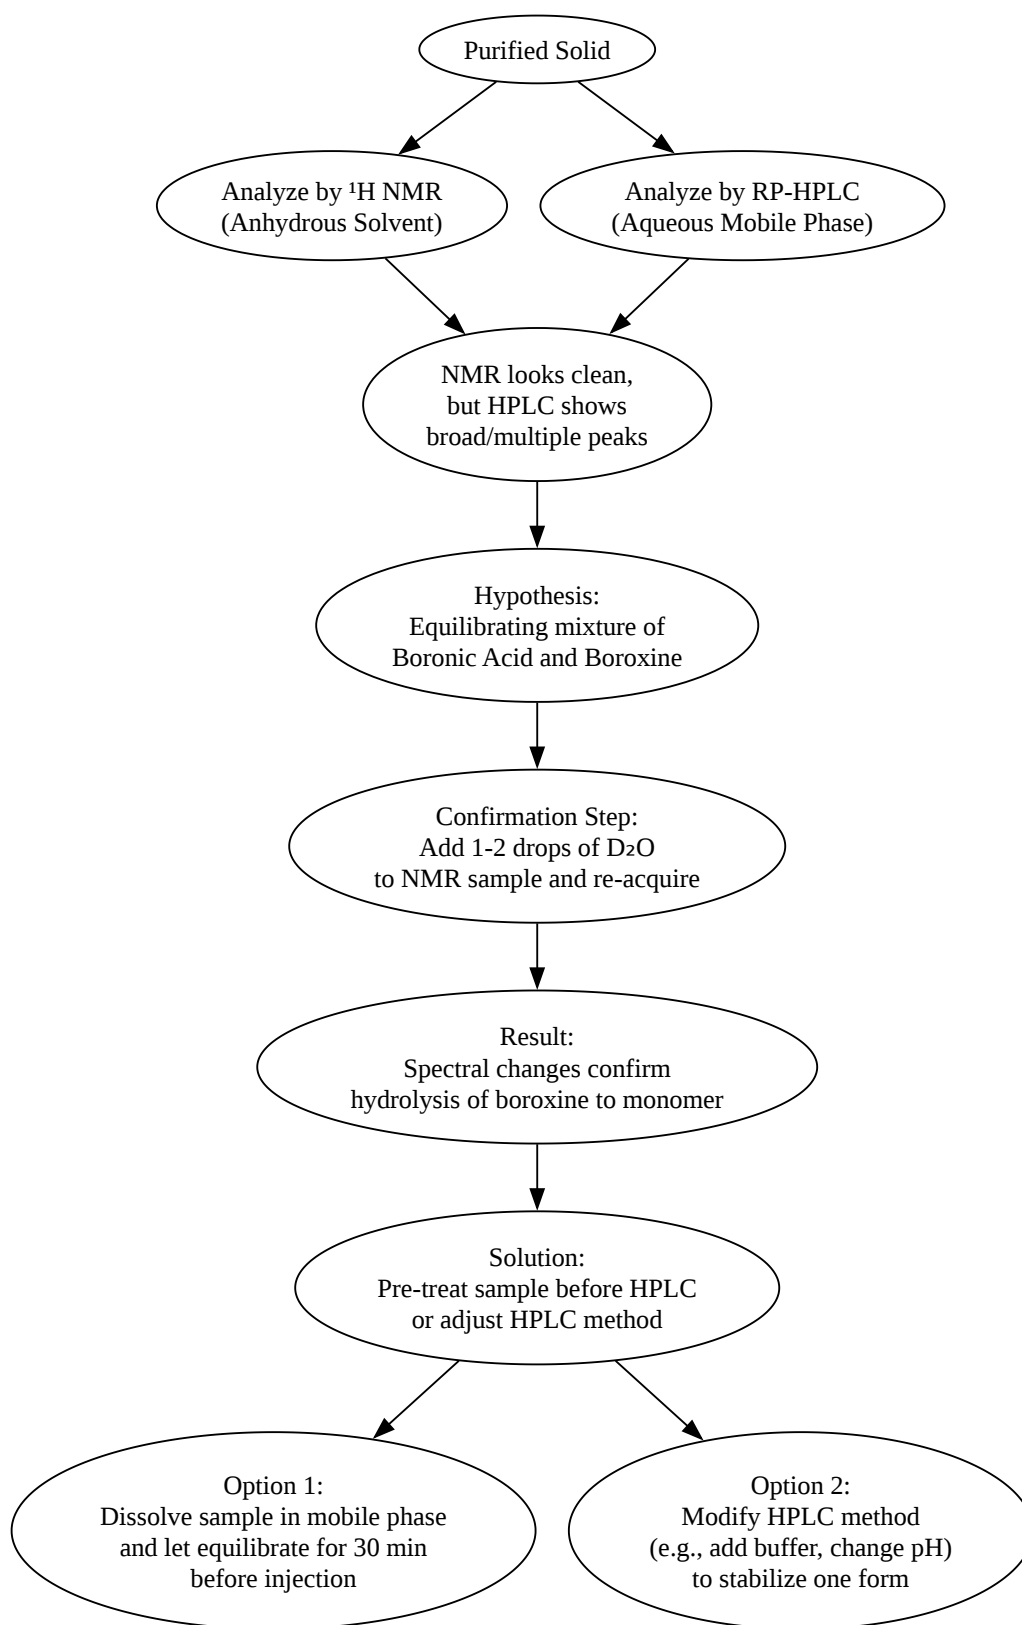 Purified Solid
Analyze by ¹H NMR
(Anhydrous Solvent)
Analyze by RP-HPLC
(Aqueous Mobile Phase)
NMR looks clean,
but HPLC shows
broad/multiple peaks
Hypothesis:
Equilibrating mixture of
Boronic Acid and Boroxine
Confirmation Step:
Add 1-2 drops of D₂O
to NMR sample and re-acquire
Result:
Spectral changes confirm
hydrolysis of boroxine to monomer
Solution:
Pre-treat sample before HPLC
or adjust HPLC method
Option 1:
Dissolve sample in mobile phase
and let equilibrate for 30 min
before injection
Option 2:
Modify HPLC method
(e.g., add buffer, change pH)
to stabilize one form